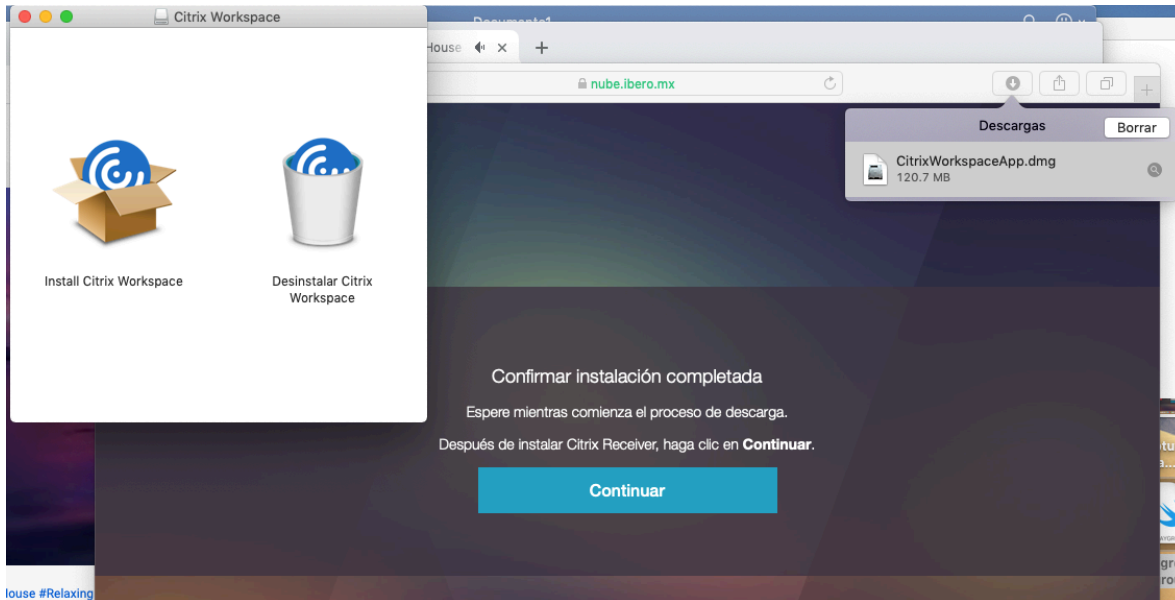 Citrix Workspace
Install Citrix Workspace
Desinstalar Citrix
Workspace
House
nube.ibero.mx
Descargas
Borrar
CitrixWorkspaceApp.dmg
120.7 MB
Confirmar instalación completada
Espere mientras comienza el proceso de descarga.
Después de instalar Citrix Receiver, haga clic en Continuar.
Continuar
House #Relaxing